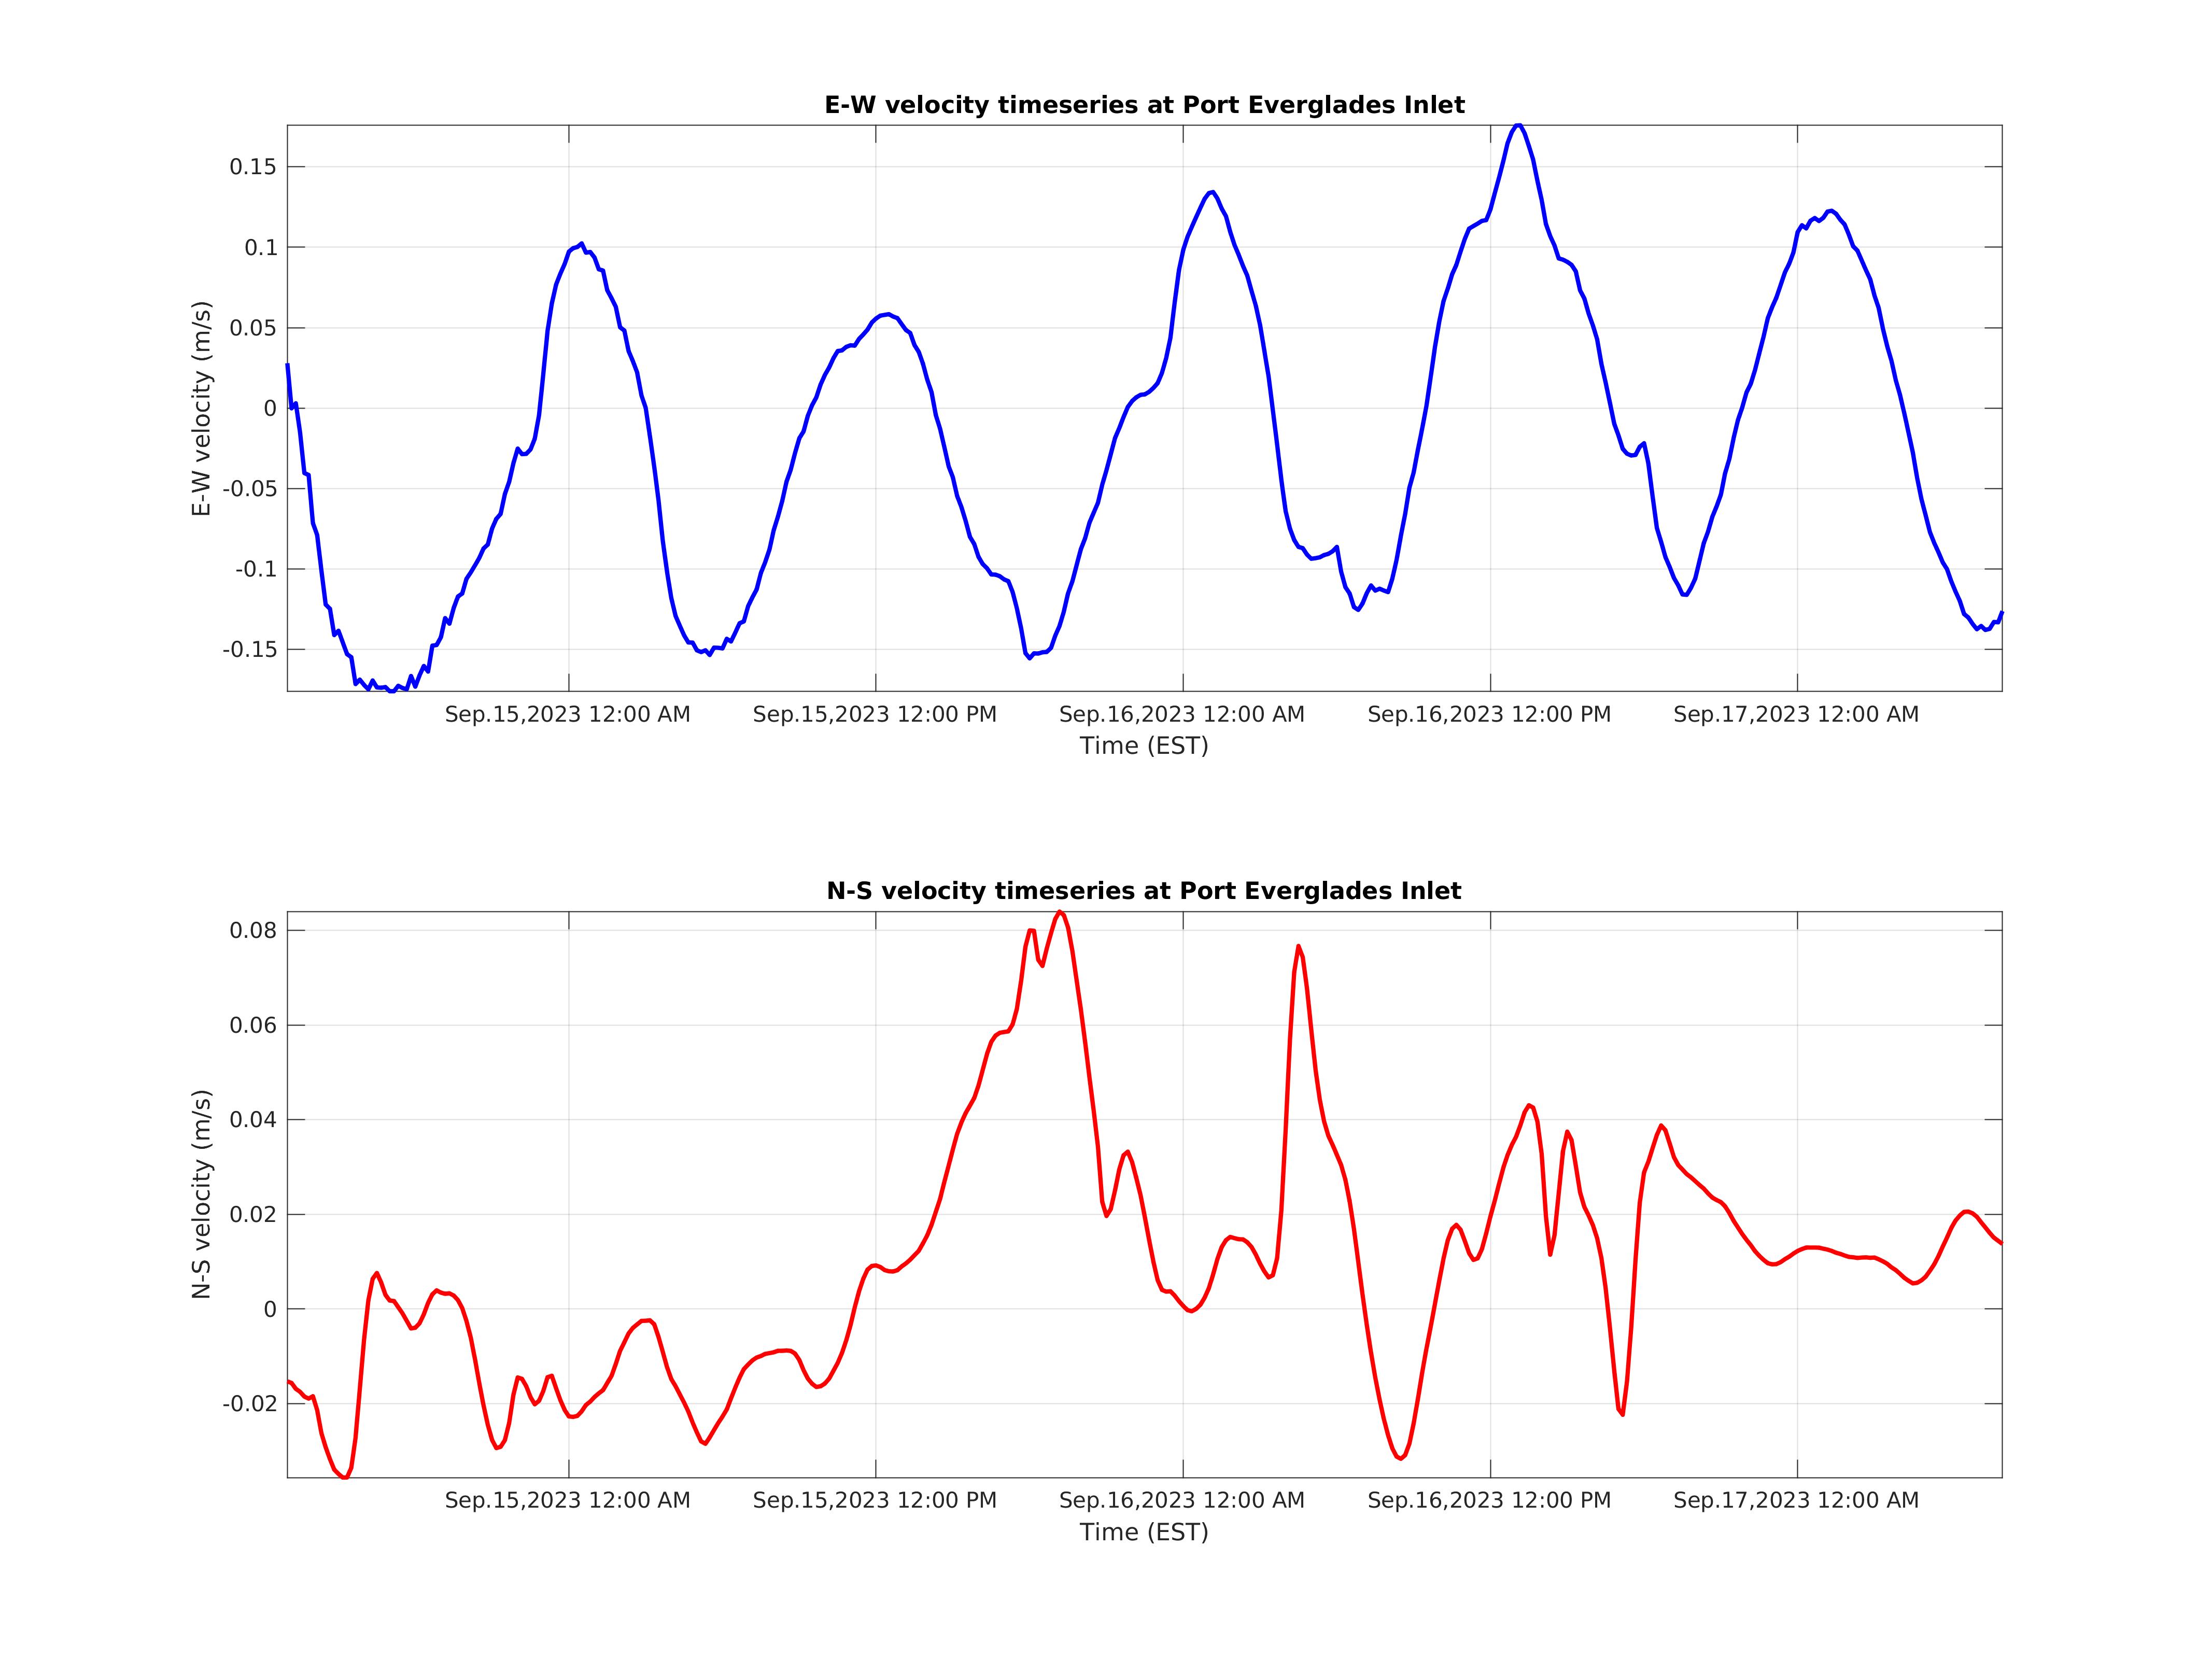 E-W velocity timeseries at Port Everglades Inlet
E-W velocity (m/s)
0.15
0.1
0.05
0
-0.05
-0.1
-0.15
Sep.15,2023 12:00 AM Sep.15,2023 12:00 PM Sep.16,2023 12:00 AM Sep.16,2023 12:00 PM Sep.17,2023 12:00 AM
Time (EST)
N-S velocity timeseries at Port Everglades Inlet
N-S velocity (m/s)
0.08
0.06
0.04
0.02
0
-0.02
Sep.15,2023 12:00 AM Sep.15,2023 12:00 PM Sep.16,2023 12:00 AM Sep.16,2023 12:00 PM Sep.17,2023 12:00 AM
Time (EST)